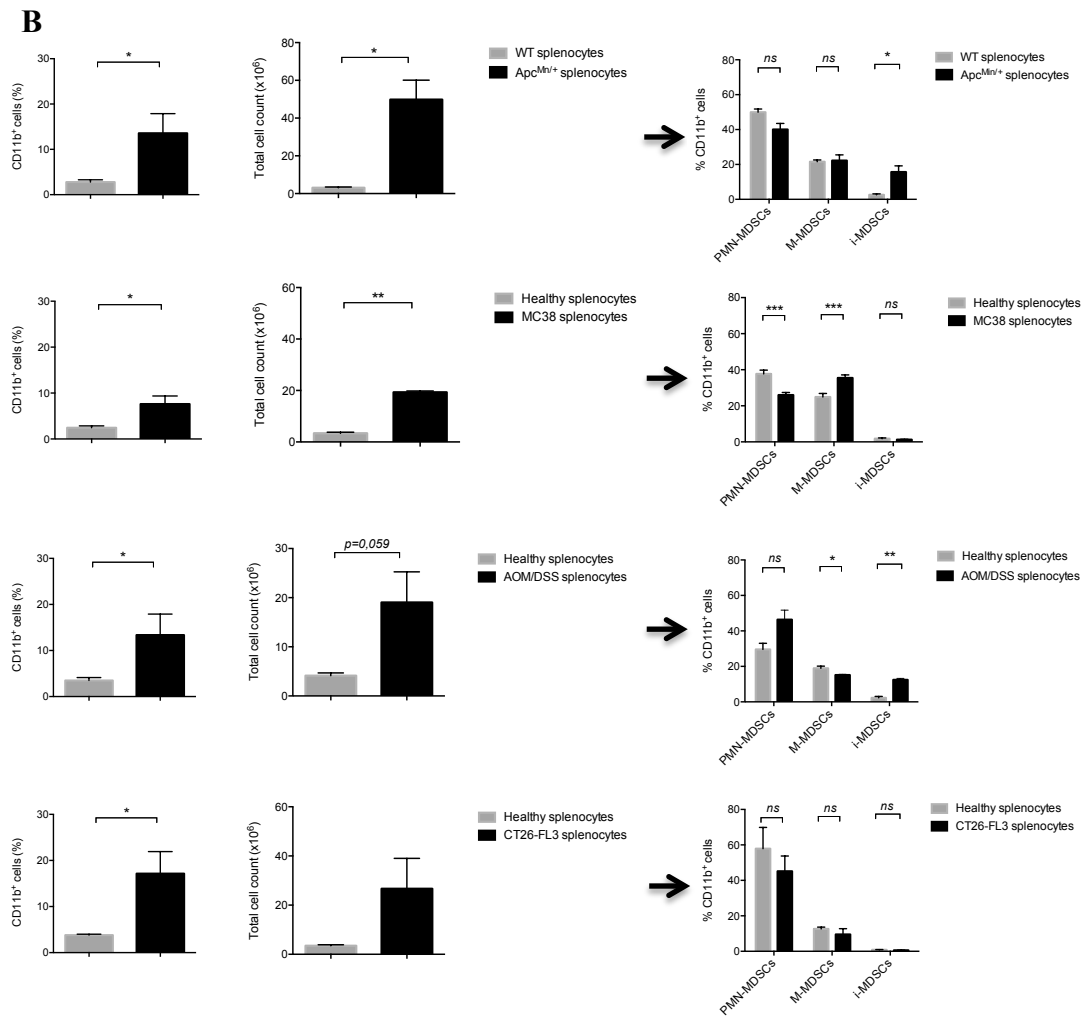 B
CD11b+ cells (%)
30
20
10
0
*
Total cell count (x10⁶)
80
60
40
20
0
*
WT splenocytes
ApcMn/+ splenocytes
% CD11b+ cells
80
60
40
20
0
ns
ns
*
PMN-MDSCs
M-MDSCs
i-MDSCs
WT splenocytes
ApcMin/+ splenocytes
CD11b+ cells (%)
30
20
10
0
*
Total cell count (x10⁶)
60
40
20
0
**
Healthy splenocytes
MC38 splenocytes
% CD11b+ cells
80
60
40
20
0
***
***
ns
PMN-MDSCs
M-MDSCs
i-MDSCs
Healthy splenocytes
MC38 splenocytes
CD11b+ cells (%)
30
20
10
0
*
Total cell count (x10⁶)
30
20
10
0
p=0,059
Healthy splenocytes
AOM/DSS splenocytes
% CD11b+ cells
80
60
40
20
0
ns
*
**
PMN-MDSCs
M-MDSCs
i-MDSCs
Healthy splenocytes
AOM/DSS splenocytes
CD11b+ cells (%)
30
20
10
0
*
Total cell count (x10⁶)
60
40
20
0
Healthy splenocytes
CT26-FL3 splenocytes
% CD11b+ cells
80
60
40
20
0
ns
ns
ns
PMN-MDSCs
M-MDSCs
i-MDSCs
Healthy splenocytes
CT26-FL3 splenocytes